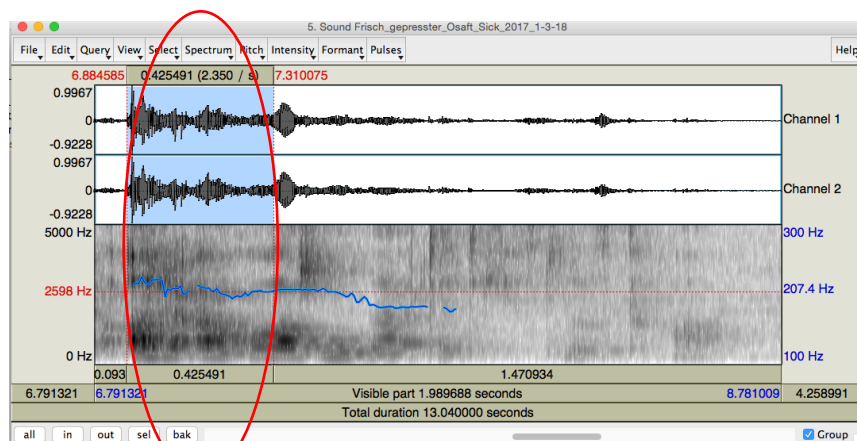 5. Sound Frisch_gepresster_Osaft_Sick_2017_1-3-18
File Edit Query View Select Spectrum Pitch Intensity Formant Pulses Help
6.884585 0.425491 (2.350 / s) 7.310075
0.9967
0 Channel 1
-0.9228
0.9967
0 Channel 2
-0.9228
5000 Hz 300 Hz
2598 Hz 207.4 Hz
0 Hz 100 Hz
0.093 0.425491 1.470934
6.791321 6.791321 Visible part 1.989688 seconds 8.781009 4.258991
Total duration 13.040000 seconds
all in out sel bak Group